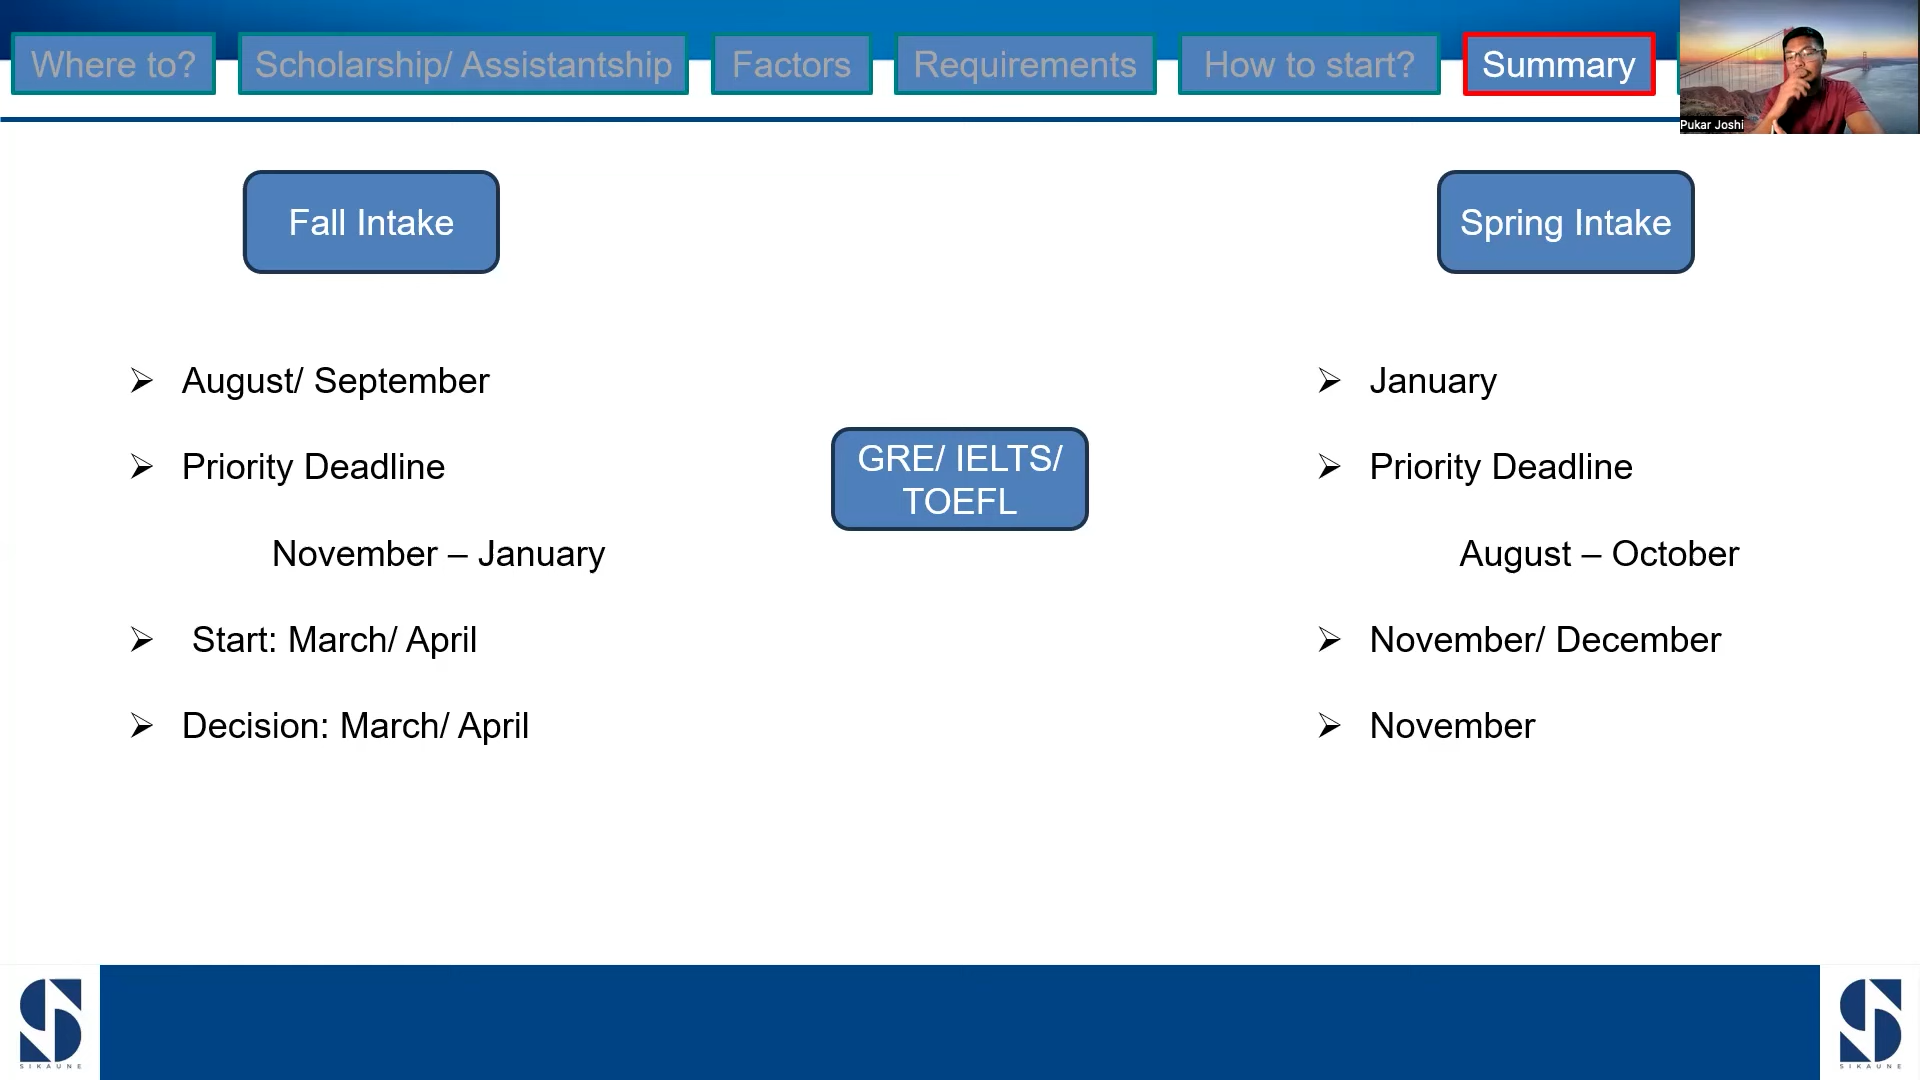 Where to?
Scholarship/ Assistantship
Factors
Requirements
How to start?
Summary
Pukar Joshi
Fall Intake
Spring Intake
GRE/ IELTS/
TOEFL
August/ September
Priority Deadline
November – January
Start: March/ April
Decision: March/ April
January
Priority Deadline
August – October
November/ December
November
SIKAUNE
SIKAUNE